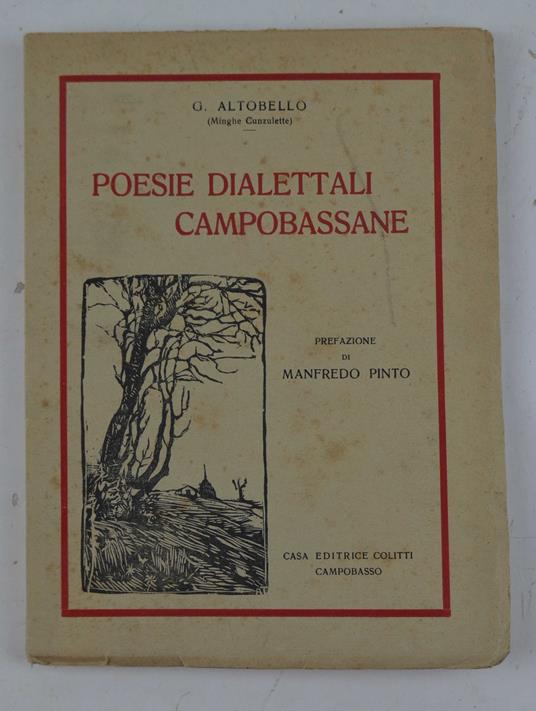 G. ALTOBELLO
(Minghe Cunzulette)
POESIE DIALETTALI
CAMPOBASSANE
PREFAZIONE
DI
MANFREDO PINTO
CASA EDITRICE COLITTI
CAMPOBASSO